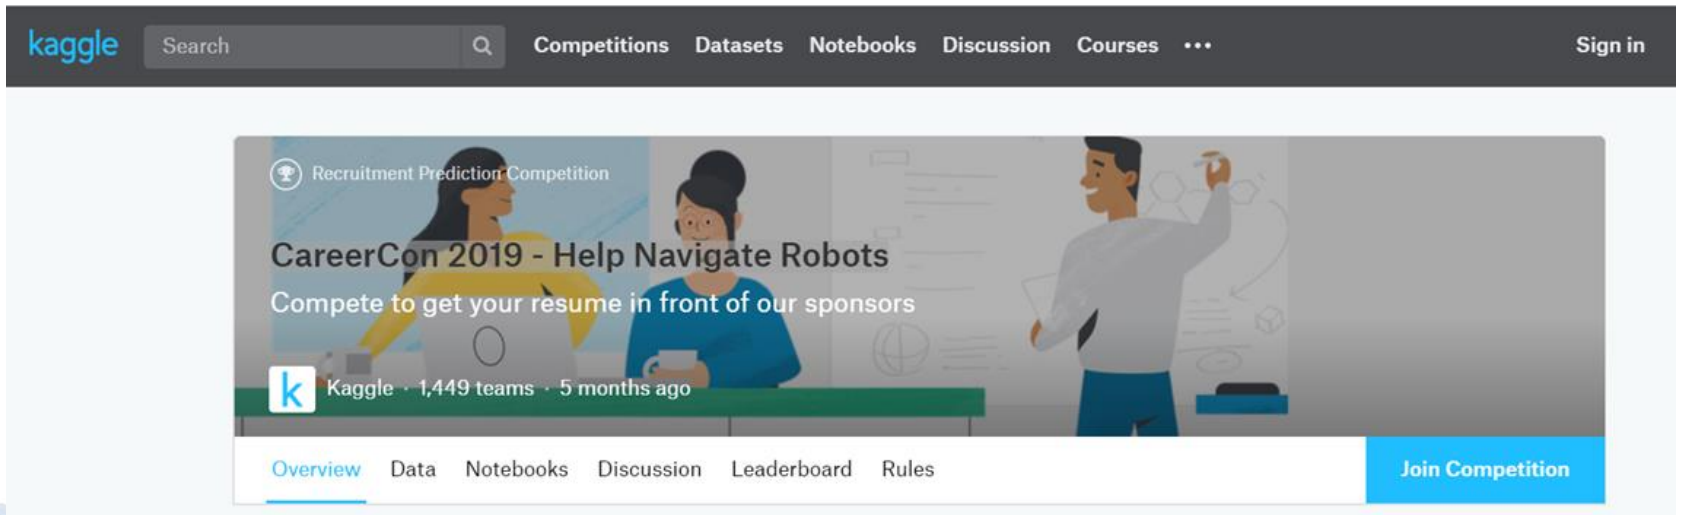 kaggle Search Competitions Datasets Notebooks Discussion Courses ••• Sign in
Recruitment Prediction Competition
CareerCon 2019 - Help Navigate Robots
Compete to get your resume in front of our sponsors
k Kaggle · 1,449 teams · 5 months ago
Overview Data Notebooks Discussion Leaderboard Rules Join Competition